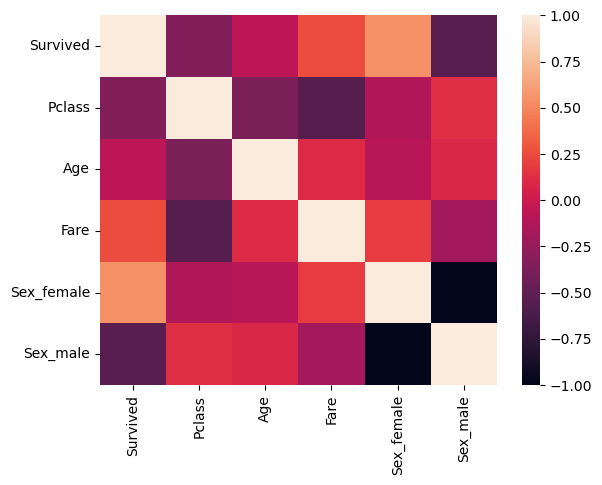 Survived
Pclass
Age
Fare
Sex_female
Sex_male
Survived
Pclass
Age
Fare
Sex_female
Sex_male
1.00
0.75
0.50
0.25
0.00
−0.25
−0.50
−0.75
−1.00